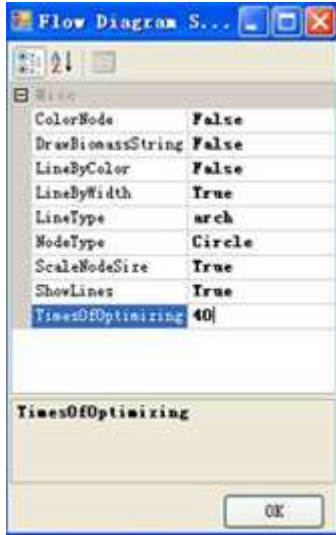 Flow Diagram S...
Misc
ColorNode False
DrawBiomassString False
LineByColor False
LineByWidth True
LineType arch
NodeType Circle
ScaleNodeSize True
ShowLines True
TimesOfOptimizing 40
TimesOfOptimizing
OK